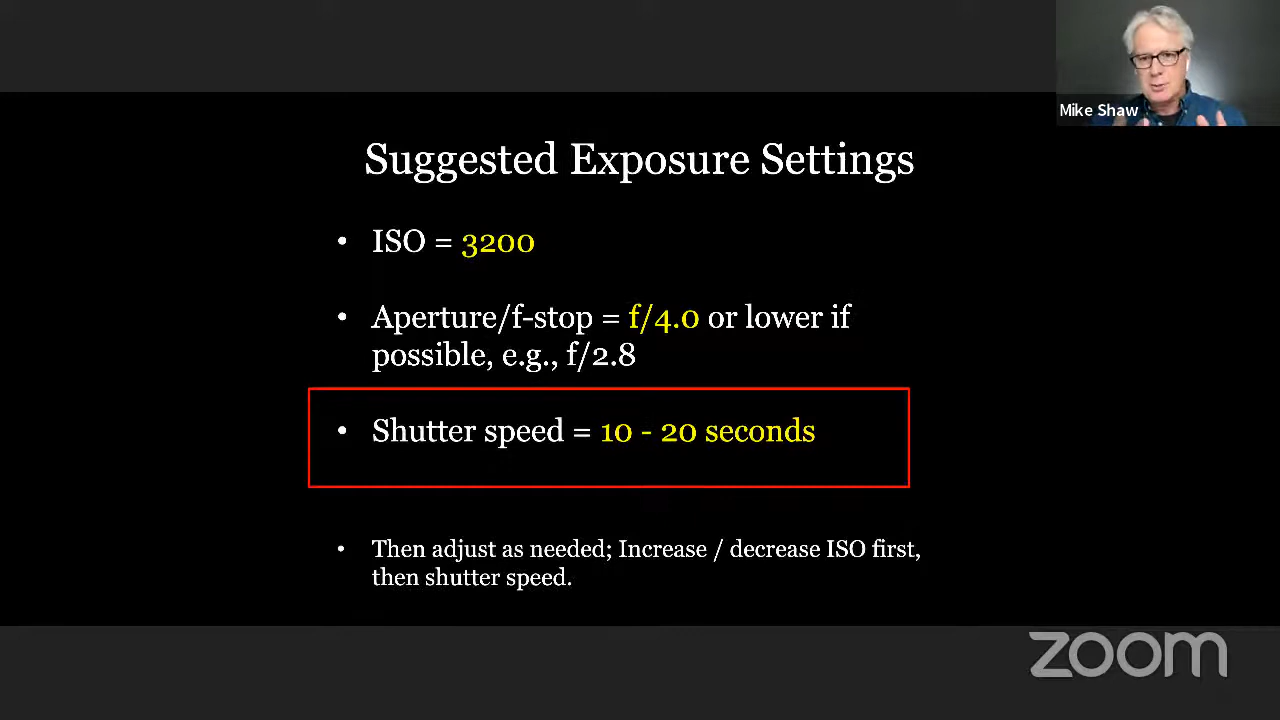 Mike Shaw
Suggested Exposure Settings
• ISO = 3200
• Aperture/f-stop = f/4.0 or lower if
possible, e.g., f/2.8
• Shutter speed = 10 - 20 seconds
• Then adjust as needed; Increase / decrease ISO first,
then shutter speed.
zoom